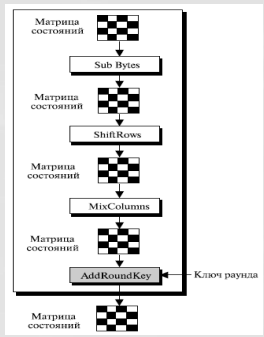 Матрица
состояний
Sub Bytes
Матрица
состояний
ShiftRows
Матрица
состояний
MixColumns
Матрица
состояний
AddRoundKey
Ключ раунда
Матрица
состояний